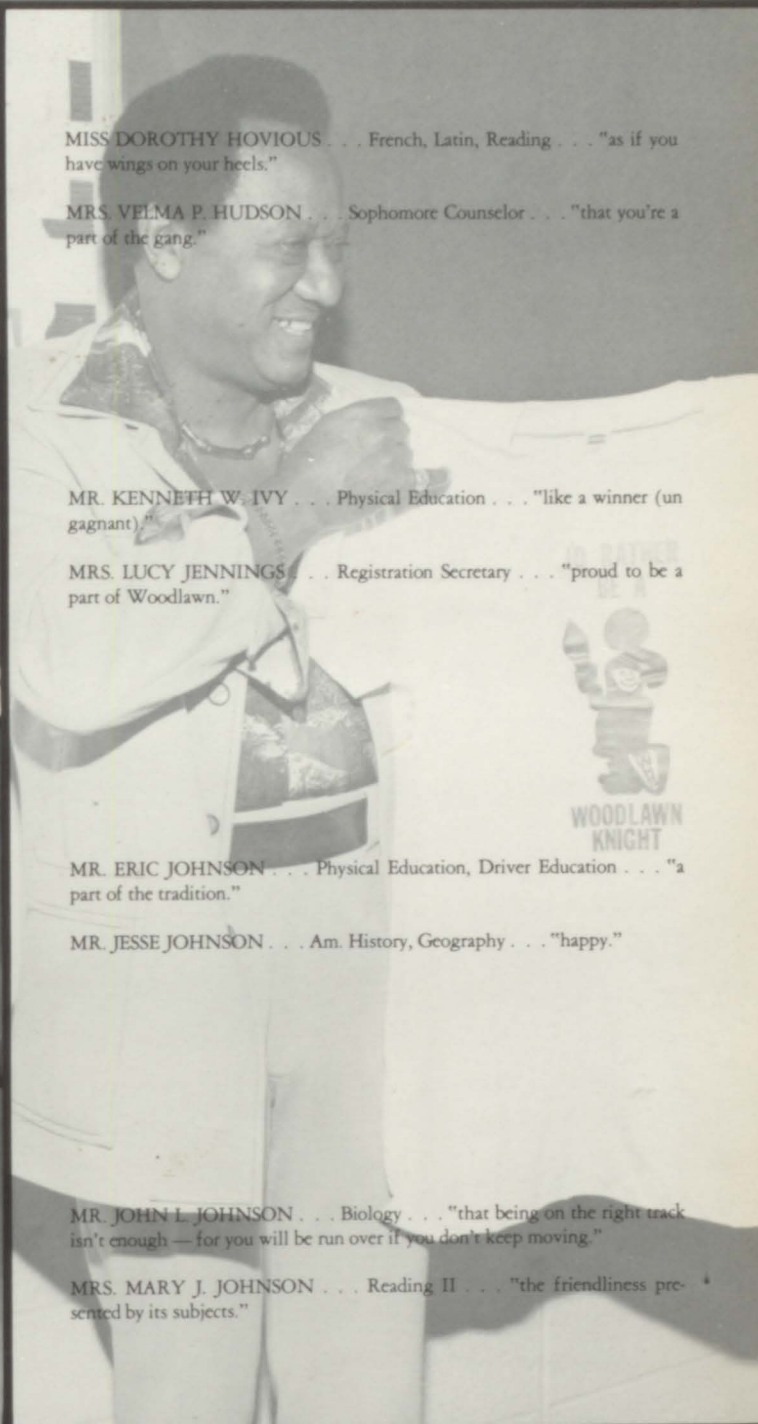 MISS DOROTHY HOVIOUS . . . French, Latin, Reading . . . "as if you
have wings on your heels."
MRS. VELMA P. HUDSON . . . Sophomore Counselor . . . "that you're a
part of the gang."
MR. KENNETH W. IVY . . . Physical Education . . . "like a winner (un
gagnant)."
I'D RATHER
BE A
MRS. LUCY JENNINGS . . . Registration Secretary . . . "proud to be a
part of Woodlawn."
WOODLAWN
KNIGHT
MR. ERIC JOHNSON . . . Physical Education, Driver Education . . . "a
part of the tradition."
MR. JESSE JOHNSON . . . Am. History, Geography . . . "happy."
MR. JOHN L. JOHNSON . . . Biology . . . "that being on the right track
isn't enough — for you will be run over if you don't keep moving."
MRS. MARY J. JOHNSON . . . Reading II . . . "the friendliness pre-
sented by its subjects."